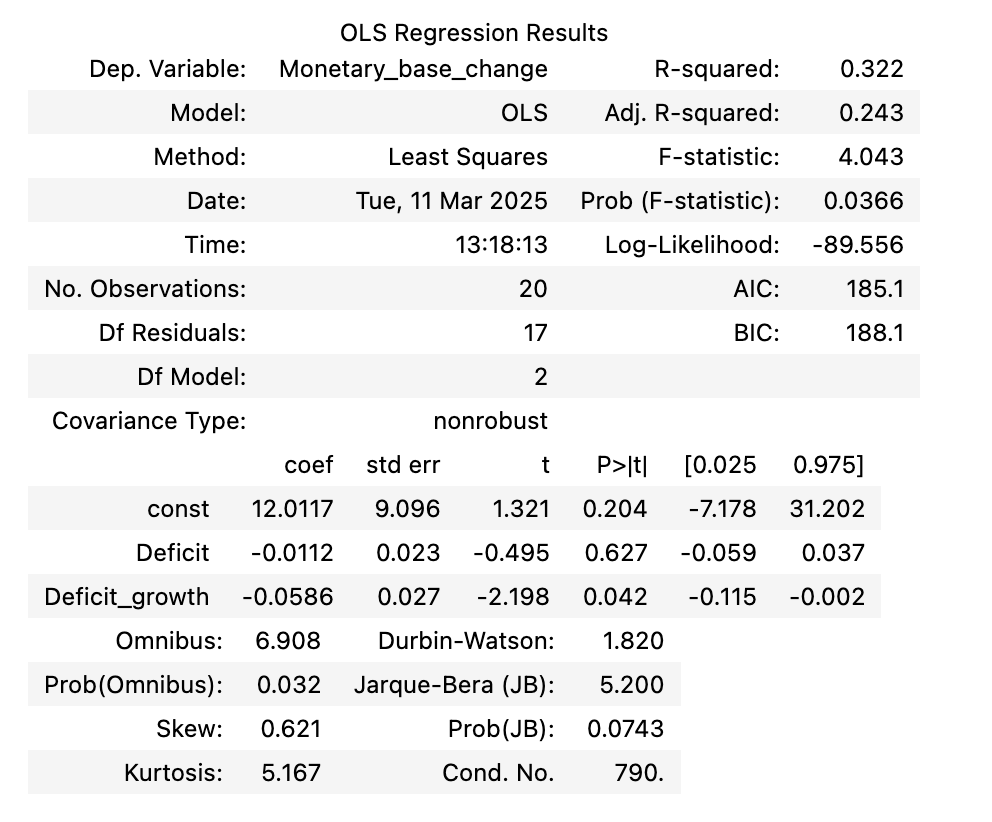 OLS Regression Results
Dep. Variable: Monetary_base_change R-squared: 0.322
Model: OLS Adj. R-squared: 0.243
Method: Least Squares F-statistic: 4.043
Date: Tue, 11 Mar 2025 Prob (F-statistic): 0.0366
Time: 13:18:13 Log-Likelihood: -89.556
No. Observations: 20 AIC: 185.1
Df Residuals: 17 BIC: 188.1
Df Model: 2
Covariance Type: nonrobust
coef std err t P>|t| [0.025 0.975]
const 12.0117 9.096 1.321 0.204 -7.178 31.202
Deficit -0.0112 0.023 -0.495 0.627 -0.059 0.037
Deficit_growth -0.0586 0.027 -2.198 0.042 -0.115 -0.002
Omnibus: 6.908 Durbin-Watson: 1.820
Prob(Omnibus): 0.032 Jarque-Bera (JB): 5.200
Skew: 0.621 Prob(JB): 0.0743
Kurtosis: 5.167 Cond. No. 790.